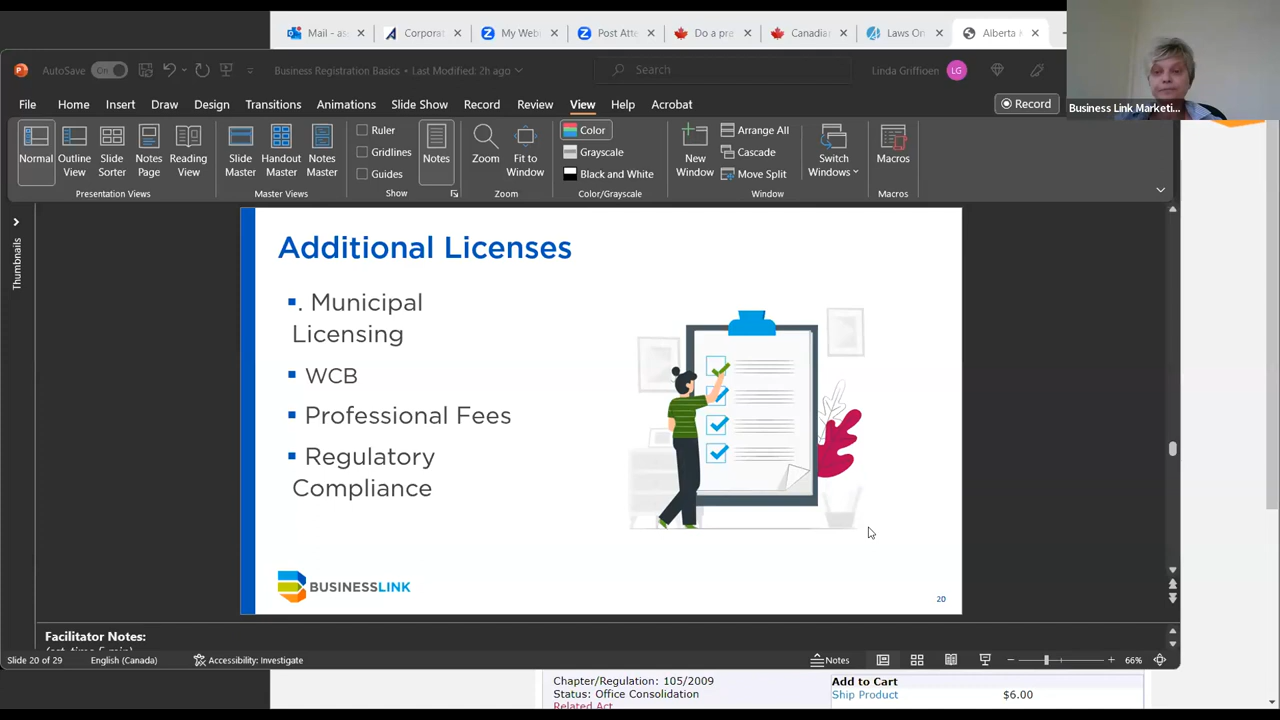 Mail - as
Corporat
My Web
Post Atte
Do a pre
Canadian
Laws On
Alberta
AutoSave
On
Business Registration Basics • Last Modified: 2h ago
Search
Linda Griffioen
LG
Business Link Marketi...
File Home Insert Draw Design Transitions Animations Slide Show Record Review View Help Acrobat
Record
Normal
Outline View
Slide Sorter
Notes Page
Reading View
Presentation Views
Slide Master
Handout Master
Notes Master
Master Views
Ruler
Gridlines
Guides
Show
Notes
Zoom
Fit to Window
Zoom
Color
Grayscale
Black and White
Color/Grayscale
New Window
Arrange All
Cascade
Move Split
Window
Switch Windows
Macros
Macros
Thumbnails
Additional Licenses
▪ . Municipal
Licensing
▪ WCB
▪ Professional Fees
▪ Regulatory
Compliance
BUSINESSLINK
20
Facilitator Notes:
Slide 20 of 29
English (Canada)
Accessibility: Investigate
Notes
66%
Chapter/Regulation: 105/2009
Status: Office Consolidation
Related Act
Add to Cart
Ship Product $6.00